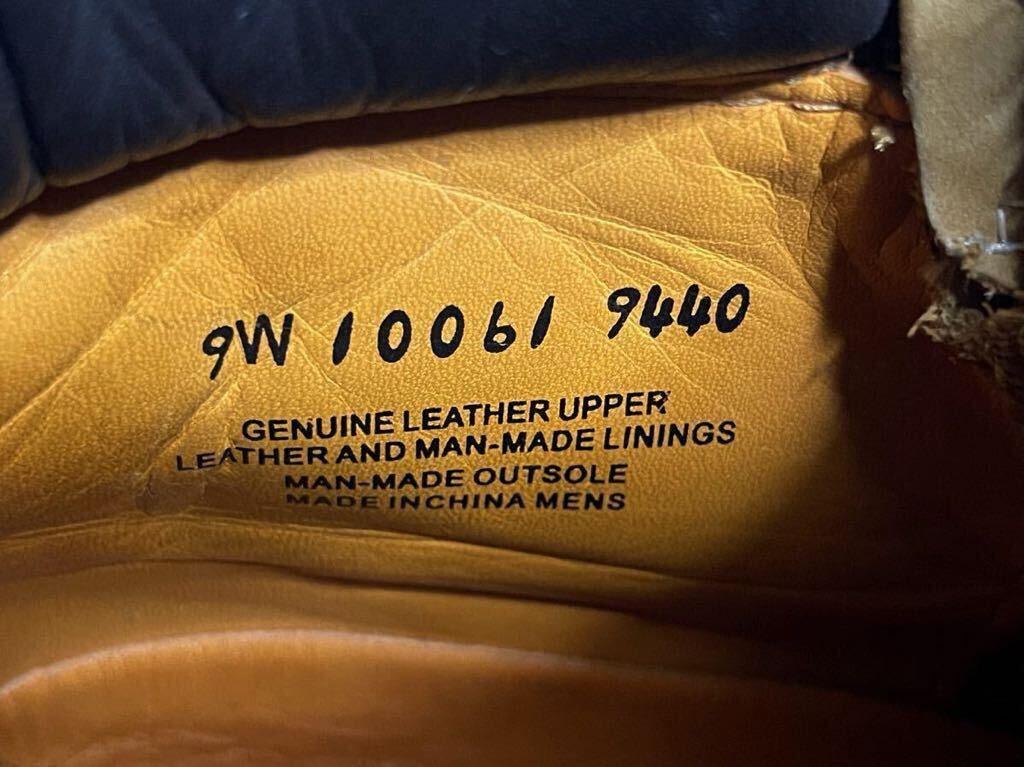 9W 10061 9440
GENUINE LEATHER UPPER
LEATHER AND MAN-MADE LININGS
MAN-MADE OUTSOLE
MADE INCHINA MENS